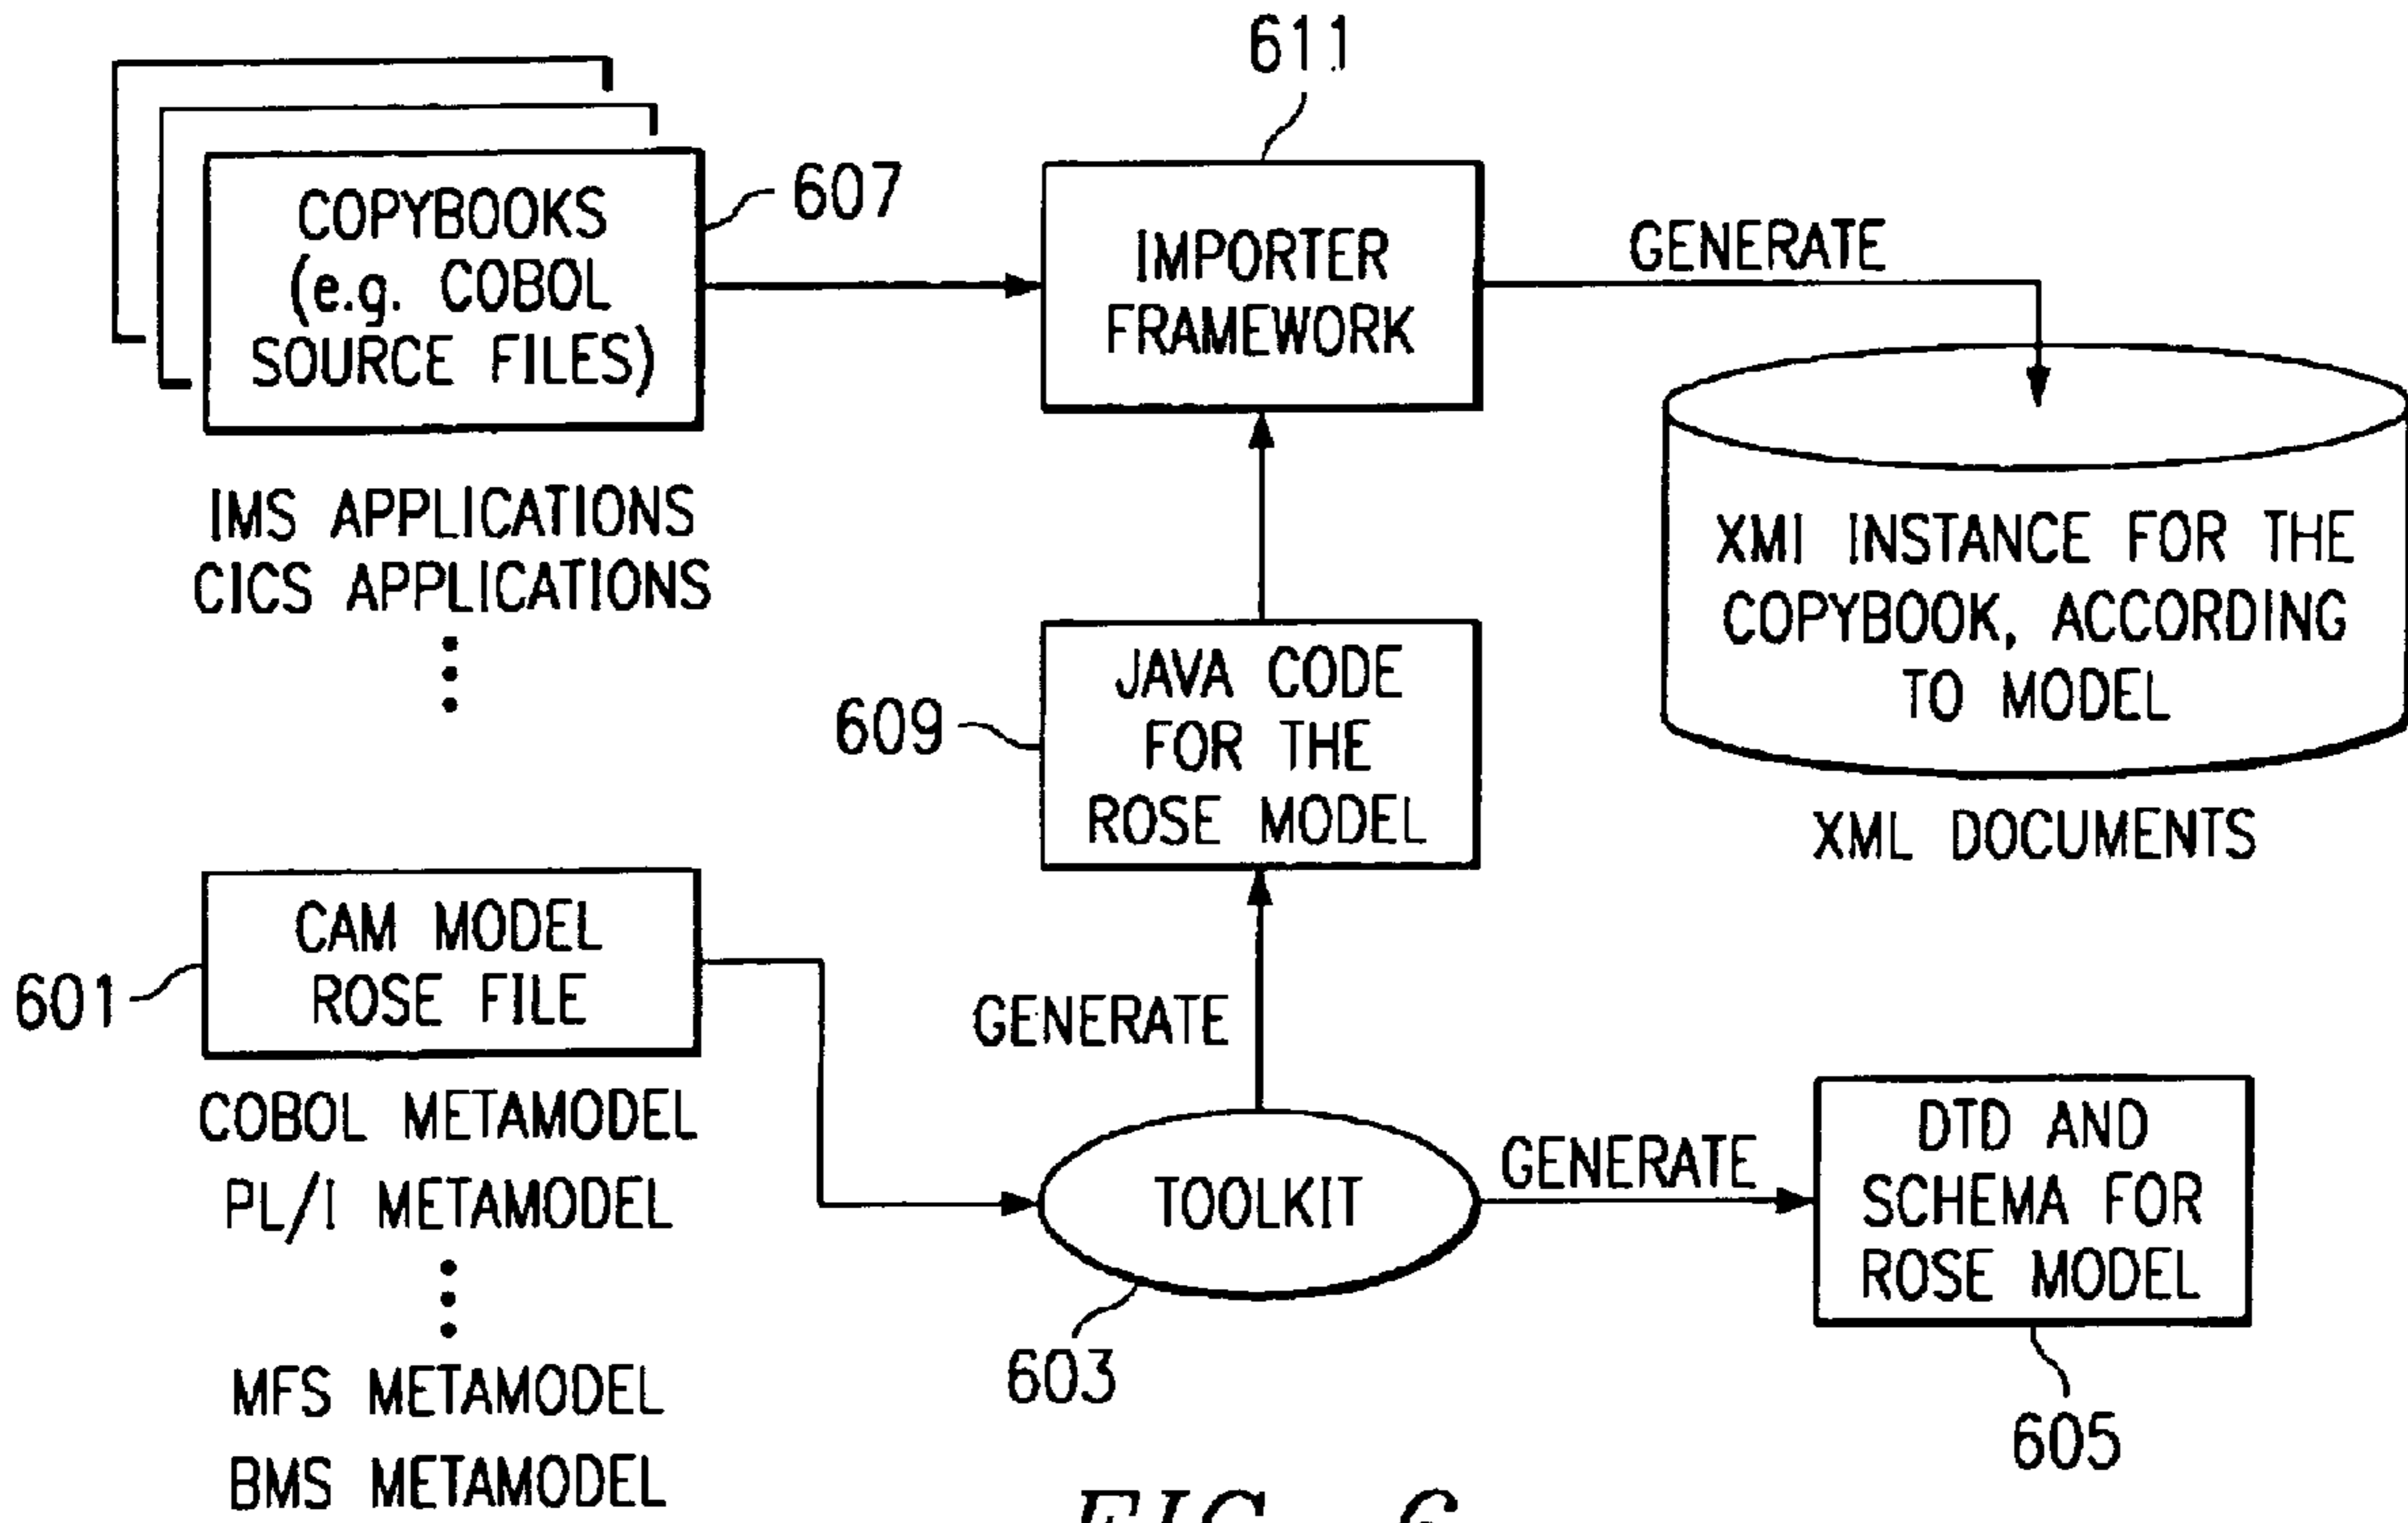 611
COPYBOOKS
(e.g. COBOL
SOURCE FILES)
607
IMPORTER
FRAMEWORK
GENERATE
IMS APPLICATIONS
CICS APPLICATIONS
XMI INSTANCE FOR THE
COPYBOOK, ACCORDING
TO MODEL
XML DOCUMENTS
609
JAVA CODE
FOR THE
ROSE MODEL
601
CAM MODEL
ROSE FILE
GENERATE
COBOL METAMODEL
PL/I METAMODEL
MFS METAMODEL
BMS METAMODEL
TOOLKIT
603
GENERATE
DTD AND
SCHEMA FOR
ROSE MODEL
605
FIG. 6